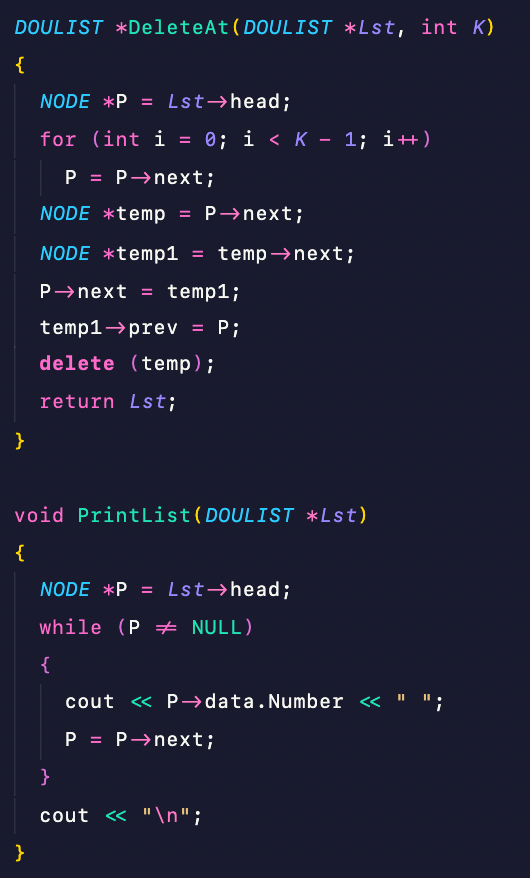 DOULIST *DeleteAt(DOULIST *Lst, int K)
{
NODE *P = Lst->head;
for (int i = 0; i < K - 1; i++)
P = P->next;
NODE *temp = P->next;
NODE *temp1 = temp->next;
P->next = temp1;
temp1->prev = P;
delete (temp);
return Lst;
}
void PrintList(DOULIST *Lst)
{
NODE *P = Lst->head;
while (P != NULL)
{
cout << P->data.Number << " ";
P = P->next;
}
cout << "\n";
}